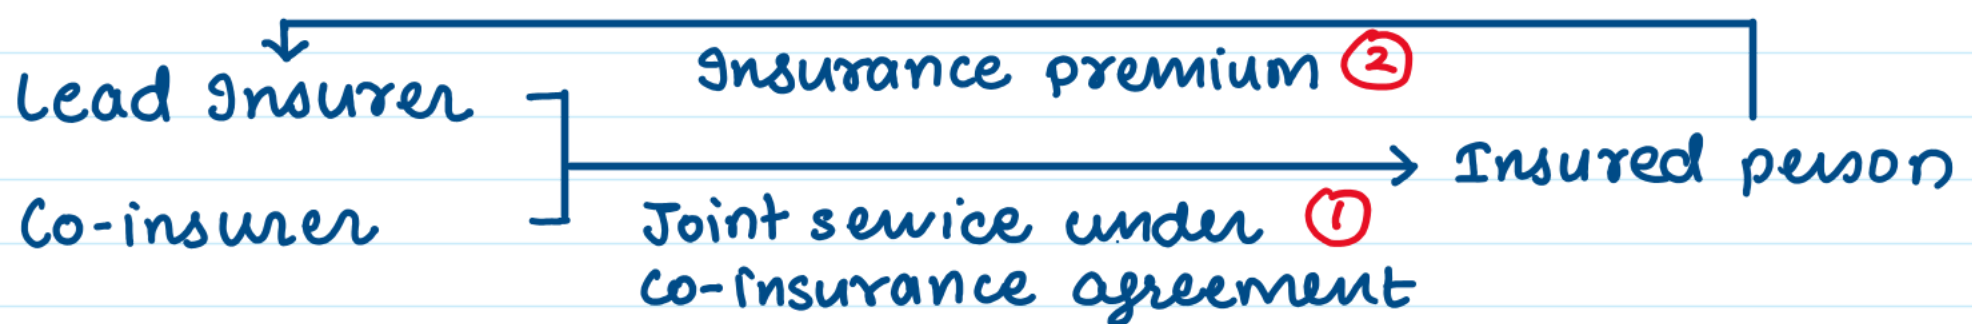 Insurance premium ②
Lead Insurer
Insured person
Co-insurer
Joint service under ①
co-insurance agreement